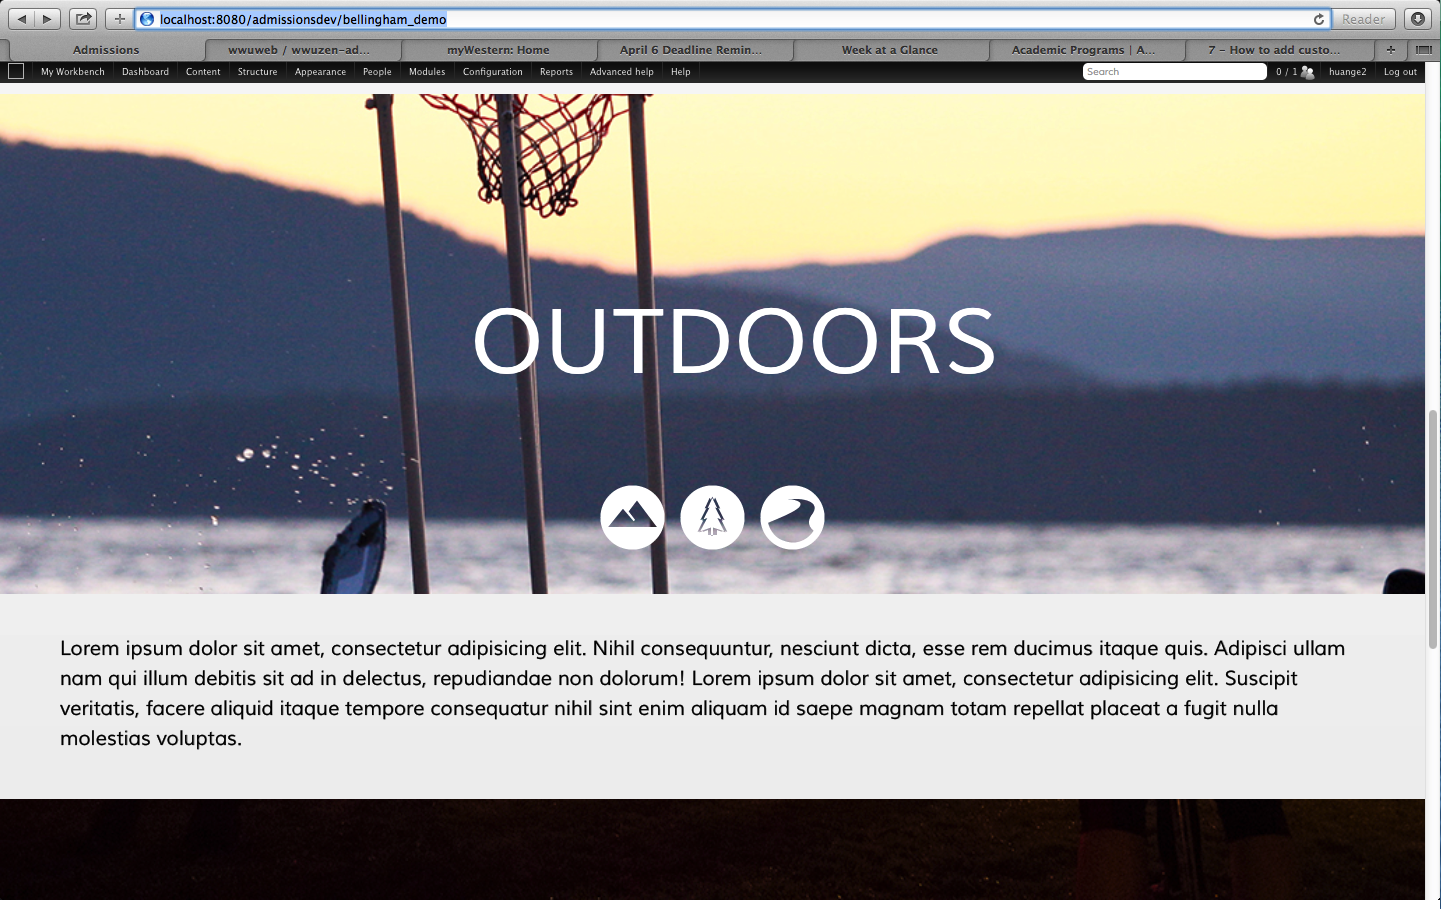 localhost:8080/admissionsdev/bellingham_demo
Reader
Admissions
wwuweb / wwuzen-ad...
myWestern: Home
April 6 Deadline Remin...
Week at a Glance
Academic Programs | A...
7 - How to add custo...
My Workbench
Dashboard
Content
Structure
Appearance
People
Modules
Configuration
Reports
Advanced help
Help
Search
0 / 1
huange2
Log out
OUTDOORS
Lorem ipsum dolor sit amet, consectetur adipisicing elit. Nihil consequuntur, nesciunt dicta, esse rem ducimus itaque quis. Adipisci ullam
nam qui illum debitis sit ad in delectus, repudiandae non dolorum! Lorem ipsum dolor sit amet, consectetur adipisicing elit. Suscipit
veritatis, facere aliquid itaque tempore consequatur nihil sint enim aliquam id saepe magnam totam repellat placeat a fugit nulla
molestias voluptas.